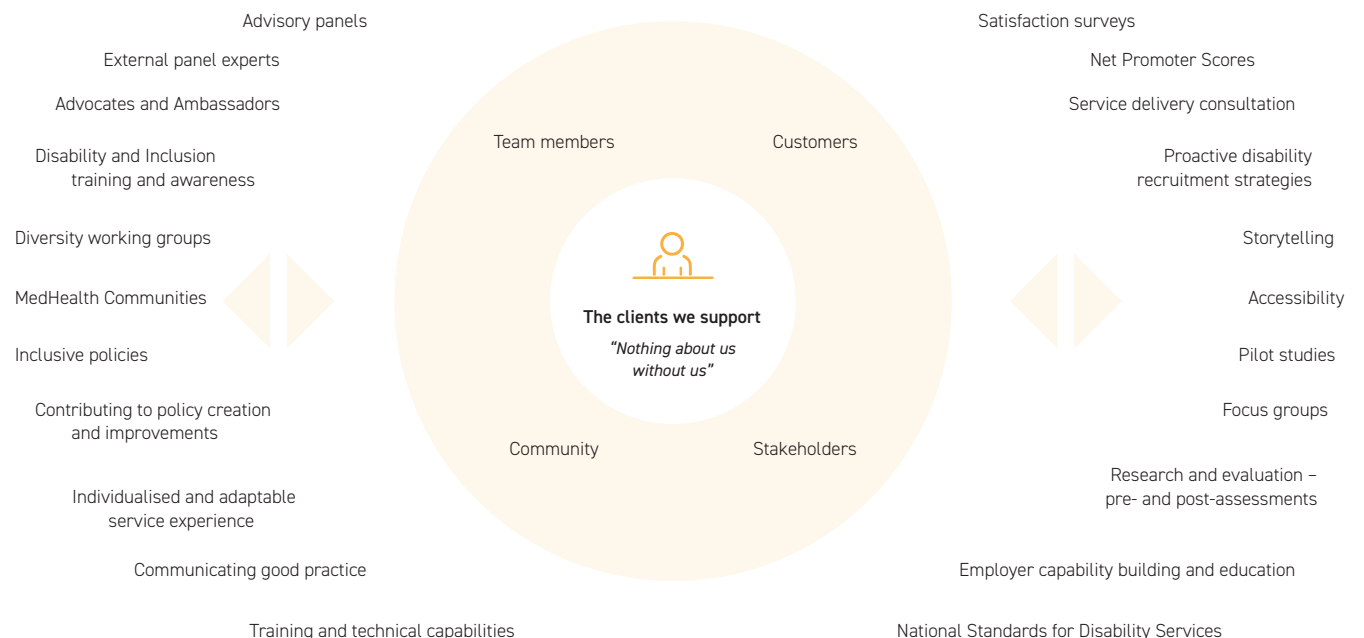 Advisory panels
External panel experts
Advocates and Ambassadors
Disability and Inclusion
training and awareness
Diversity working groups
MedHealth Communities
Inclusive policies
Contributing to policy creation
and improvements
Individualised and adaptable
service experience
Communicating good practice
Training and technical capabilities
Team members
Customers
The clients we support
“Nothing about us
without us”
Community
Stakeholders
Satisfaction surveys
Net Promoter Scores
Service delivery consultation
Proactive disability
recruitment strategies
Storytelling
Accessibility
Pilot studies
Focus groups
Research and evaluation –
pre- and post-assessments
Employer capability building and education
National Standards for Disability Services